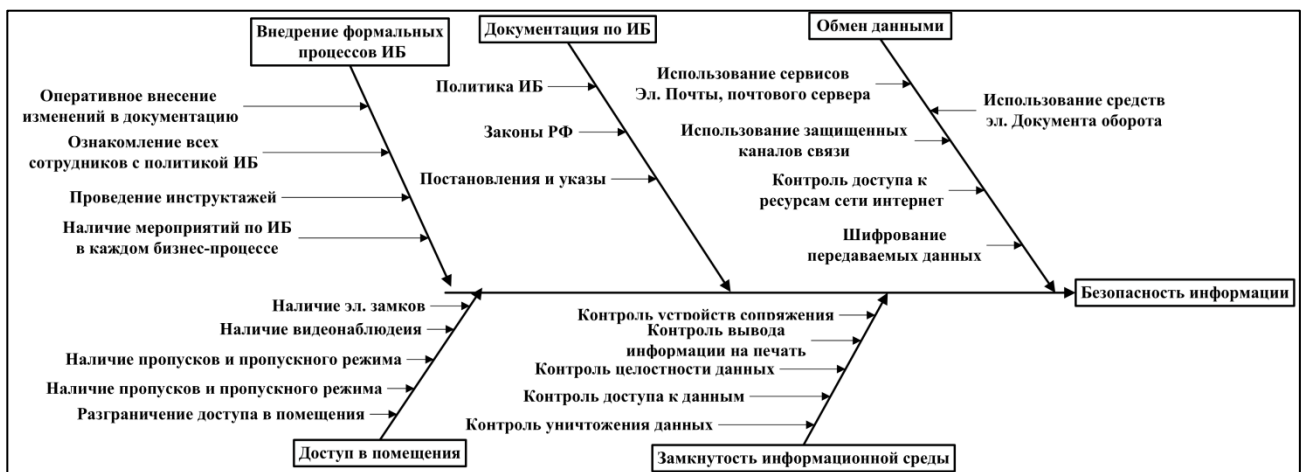 Внедрение формальных
процессов ИБ
Оперативное внесение
изменений в документацию
Ознакомление всех
сотрудников с политикой ИБ
Проведение инструктажей
Наличие мероприятий по ИБ
в каждом бизнес-процессе
Документация по ИБ
Политика ИБ
Законы РФ
Постановления и указы
Обмен данными
Использование сервисов
Эл. Почты, почтового сервера
Использование средств
эл. Документа оборота
Использование защищенных
каналов связи
Контроль доступа к
ресурсам сети интернет
Шифрование
передаваемых данных
Безопасность информации
Наличие эл. замков
Наличие видеонаблюдеия
Наличие пропусков и пропускного режима
Наличие пропусков и пропускного режима
Разграничение доступа в помещения
Доступ в помещения
Контроль устройств сопряжения
Контроль вывода
информации на печать
Контроль целостности данных
Контроль доступа к данным
Контроль уничтожения данных
Замкнутость информационной среды